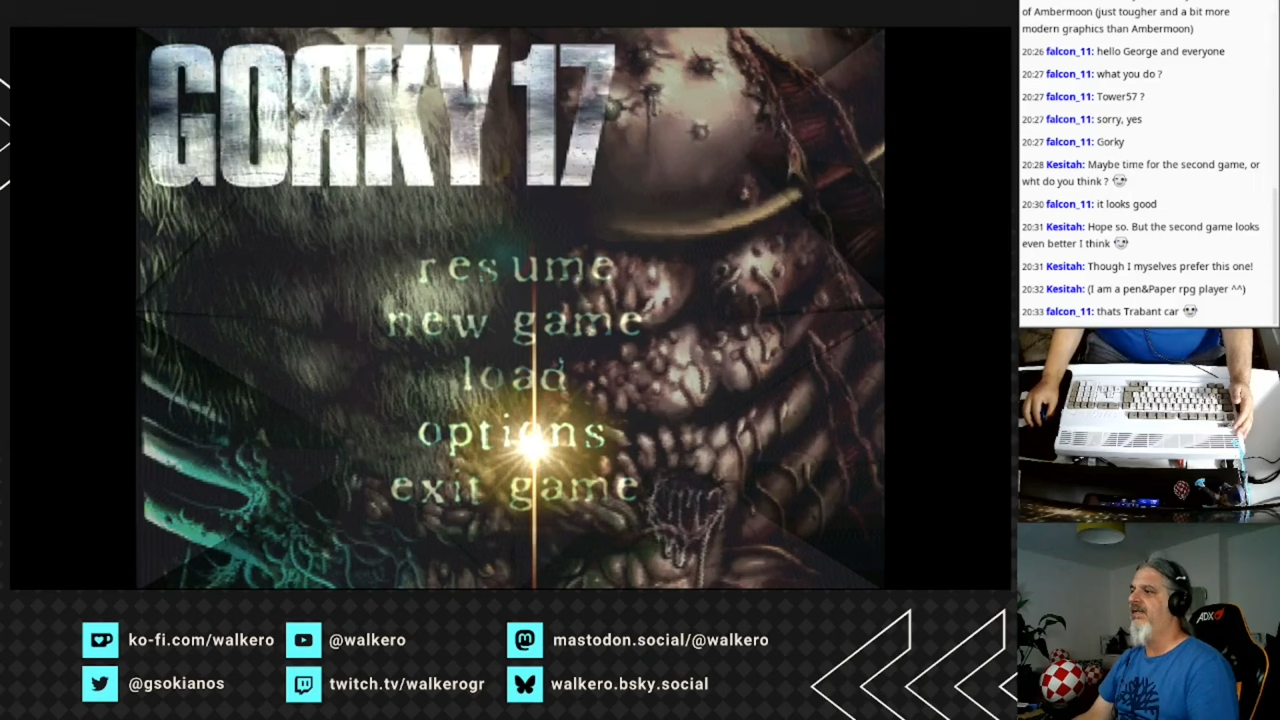 GORKY 17
resume
new game
load
options
exit game
of Ambermoon (just tougher and a bit more
modern graphics than Ambermoon)
20:26 falcon_11: hello George and everyone
20:27 falcon_11: what you do ?
20:27 falcon_11: Tower57 ?
20:27 falcon_11: sorry, yes
20:27 falcon_11: Gorky
20:28 Kesitah: Maybe time for the second game, or
wht do you think ?
20:30 falcon_11: it looks good
20:31 Kesitah: Hope so. But the second game looks
even better I think
20:31 Kesitah: Though I myselves prefer this one!
20:32 Kesitah: (I am a pen&Paper rpg player ^^)
20:33 falcon_11: thats Trabant car
ADX
ko-fi.com/walkero
@walkero
mastodon.social/@walkero
@gsokianos
twitch.tv/walkerogr
walkero.bsky.social